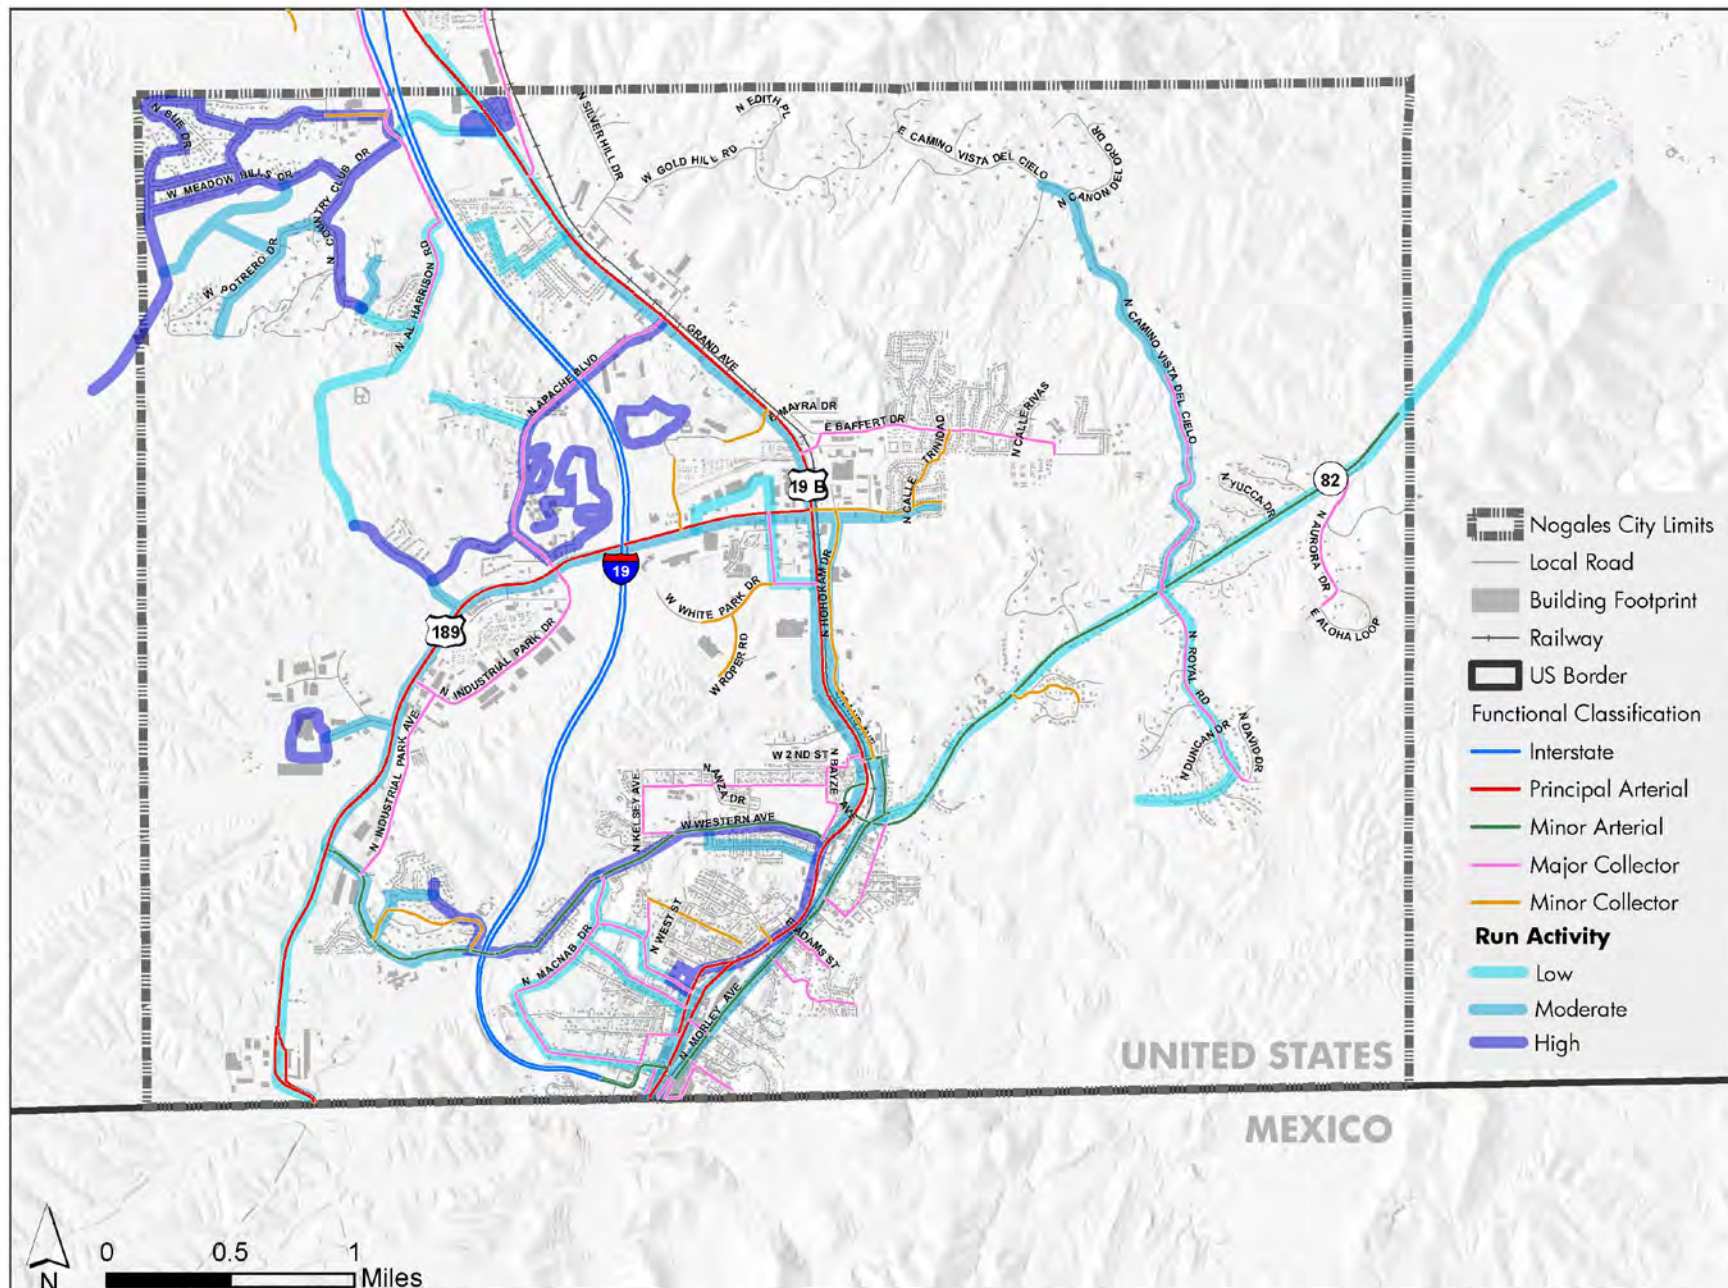 N BUE DR
W MEADOW HILLS DR
N COUNTRY CLUB DR
W POTRERO DR
N AL HARRISON RD
N SILVERHILL DR
N EDITH PL
W GOLD HILL RD
E CAMINO VISTA DEL CIELO
N CANON DEL ORO DR
N CAMINO VISTA DEL CIELO
GRAND AVE
N APACHE BLVD
E MAYRA DR
E BAFFERT DR
N CALLE TRINIDAD
N CALLE RIVAS
19 B
82
N YUCCA DR
N AURORA DR
E ALOHA LOOP
19
189
N HOHOKAM DR
W WHITE PARK DR
W ROPER RD
N INDUSTRIAL PARK DR
N INDUSTRIAL PARK AVE
N ROYAL RD
N DUNCAN DR
N DAVID DR
W 2ND ST
N BAYZE AVE
N ANZA DR
N KELSEY AVE
W WESTERN AVE
N WEST ST
N MACNAB DR
E ADAMS ST
N MORLEY AVE
UNITED STATES
MEXICO
Nogales City Limits
Local Road
Building Footprint
Railway
US Border
Functional Classification
Interstate
Principal Arterial
Minor Arterial
Major Collector
Minor Collector
Run Activity
Low
Moderate
High
N
0 0.5 1
Miles